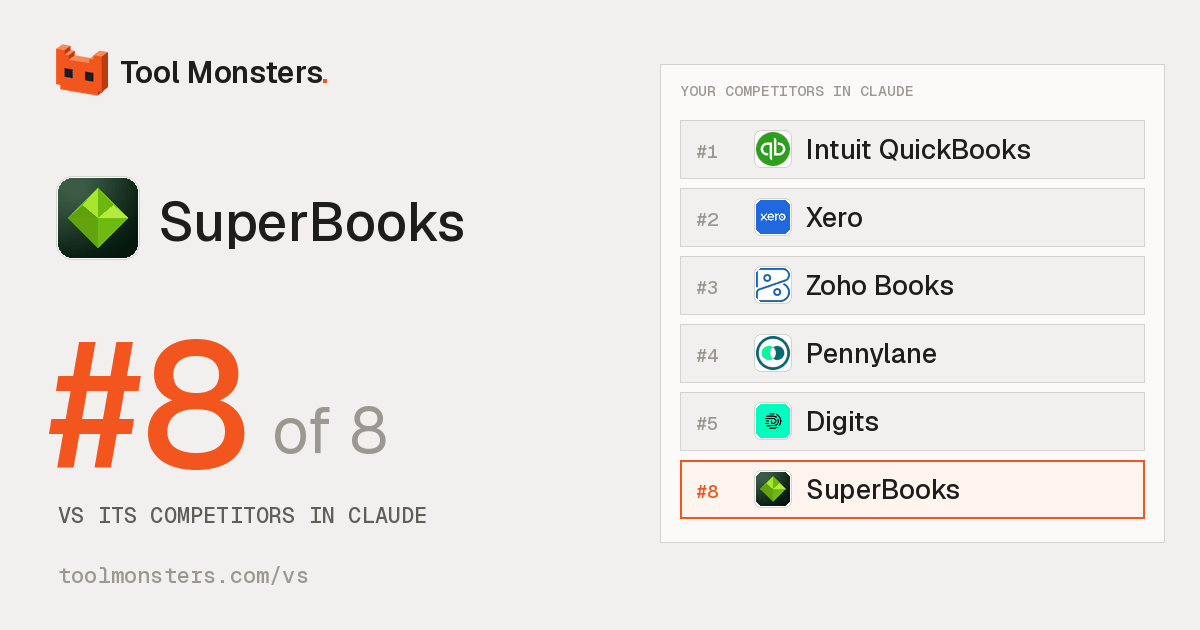 Tool Monsters.
SuperBooks
#8 of 8
VS ITS COMPETITORS IN CLAUDE
toolmonsters.com/vs
YOUR COMPETITORS IN CLAUDE
#1 qb Intuit QuickBooks
#2 xero Xero
#3 Zoho Books
#4 Pennylane
#5 Digits
#8 SuperBooks